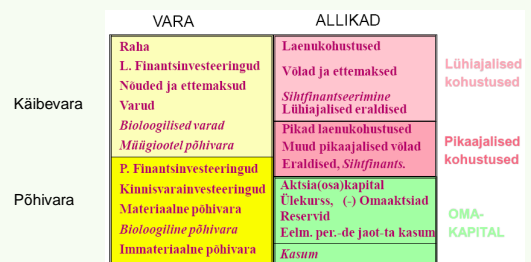 VARA
ALLIKAD
Käibevara
Raha
L. Finantsinvesteeringud
Nõuded ja ettemaksud
Varud
Bioloogilised varad
Müügiootel põhivara
Põhivara
P. Finantsinvesteeringud
Kinnisvarainvesteeringud
Materiaalne põhivara
Bioloogiline põhivara
Immateriaalne põhivara
Laenukohustused
Võlad ja ettemaksed
Sihtfinantseerimine
Lühiajalised eraldised
Lühiajalised
kohustused
Pikad laenukohustused
Muud pikaajalised võlad
Eraldised, Sihtfinants.
Pikaajalised
kohustused
Aktsia(osa)kapital
Ülekurss, (-) Omaaktsiad
Reservid
Eelm. per.-de jaot-ta kasum
Kasum
OMA-
KAPITAL